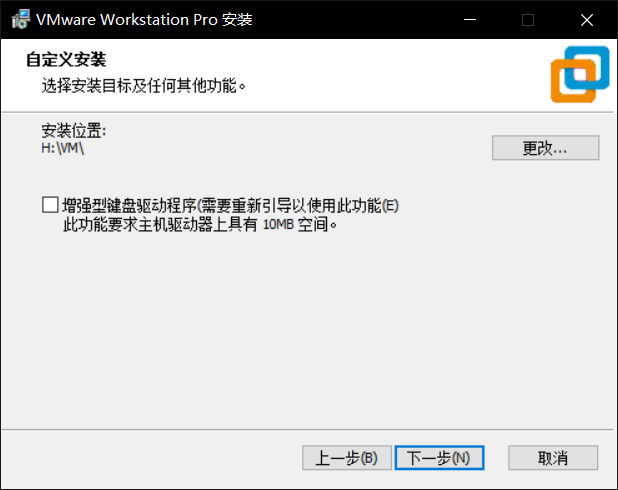 VMware Workstation Pro 安装
自定义安装
选择安装目标及任何其他功能。
安装位置:
H:\VM\
更改...
增强型键盘驱动程序(需要重新引导以使用此功能(E)
此功能要求主机驱动器上具有 10MB 空间。
上一步(B)
下一步(N)
取消